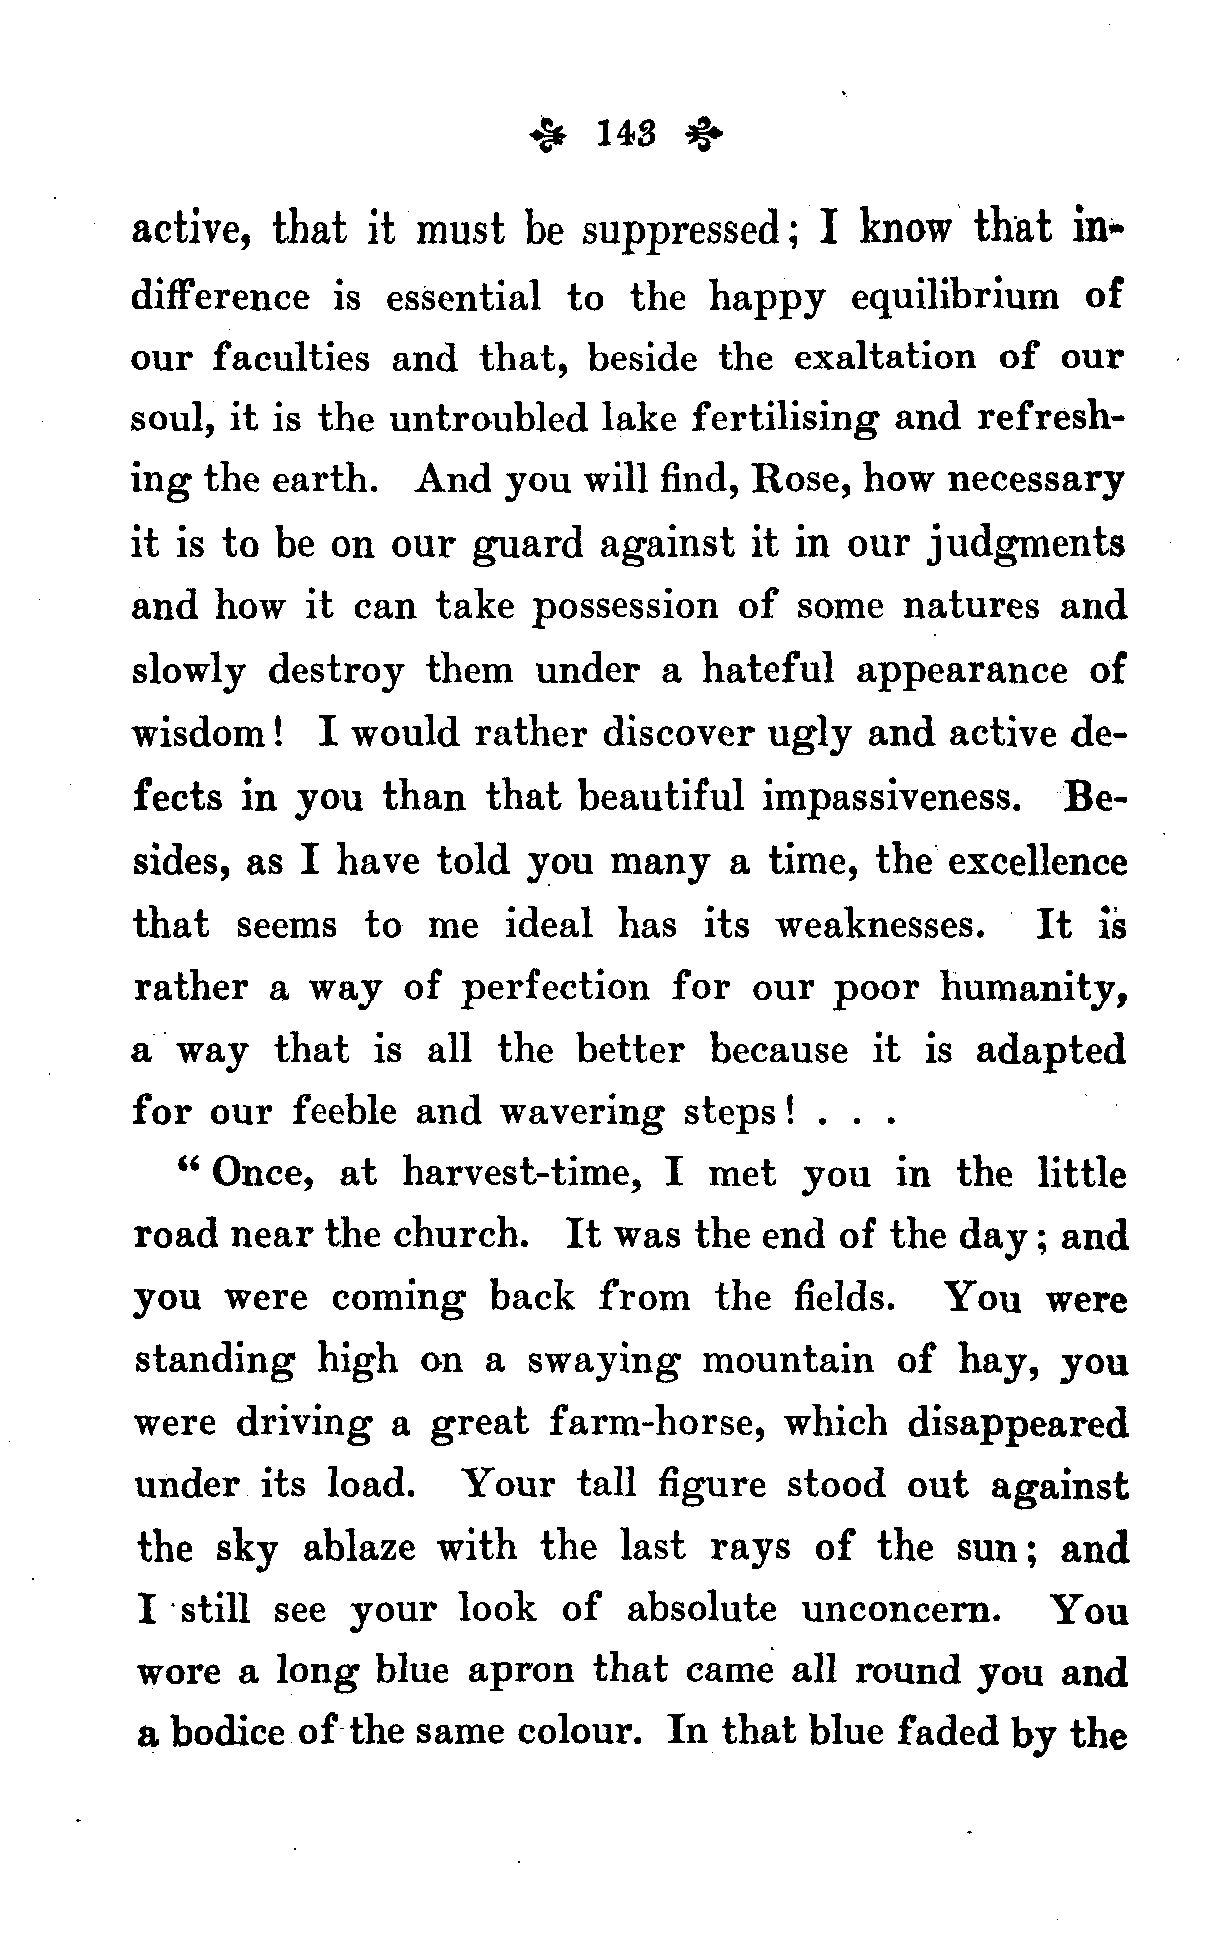 143
active, that it must be suppressed; I know that in-
difference is essential to the happy equilibrium of
our faculties and that, beside the exaltation of our
soul, it is the untroubled lake fertilising and refresh-
ing the earth. And you will find, Rose, how necessary
it is to be on our guard against it in our judgments
and how it can take possession of some natures and
slowly destroy them under a hateful appearance of
wisdom! I would rather discover ugly and active de-
fects in you than that beautiful impassiveness. Be-
sides, as I have told you many a time, the excellence
that seems to me ideal has its weaknesses. It is
rather a way of perfection for our poor humanity,
a way that is all the better because it is adapted
for our feeble and wavering steps! . . .
“Once, at harvest-time, I met you in the little
road near the church. It was the end of the day; and
you were coming back from the fields. You were
standing high on a swaying mountain of hay, you
were driving a great farm-horse, which disappeared
under its load. Your tall figure stood out against
the sky ablaze with the last rays of the sun; and
I still see your look of absolute unconcern. You
wore a long blue apron that came all round you and
a bodice of the same colour. In that blue faded by the